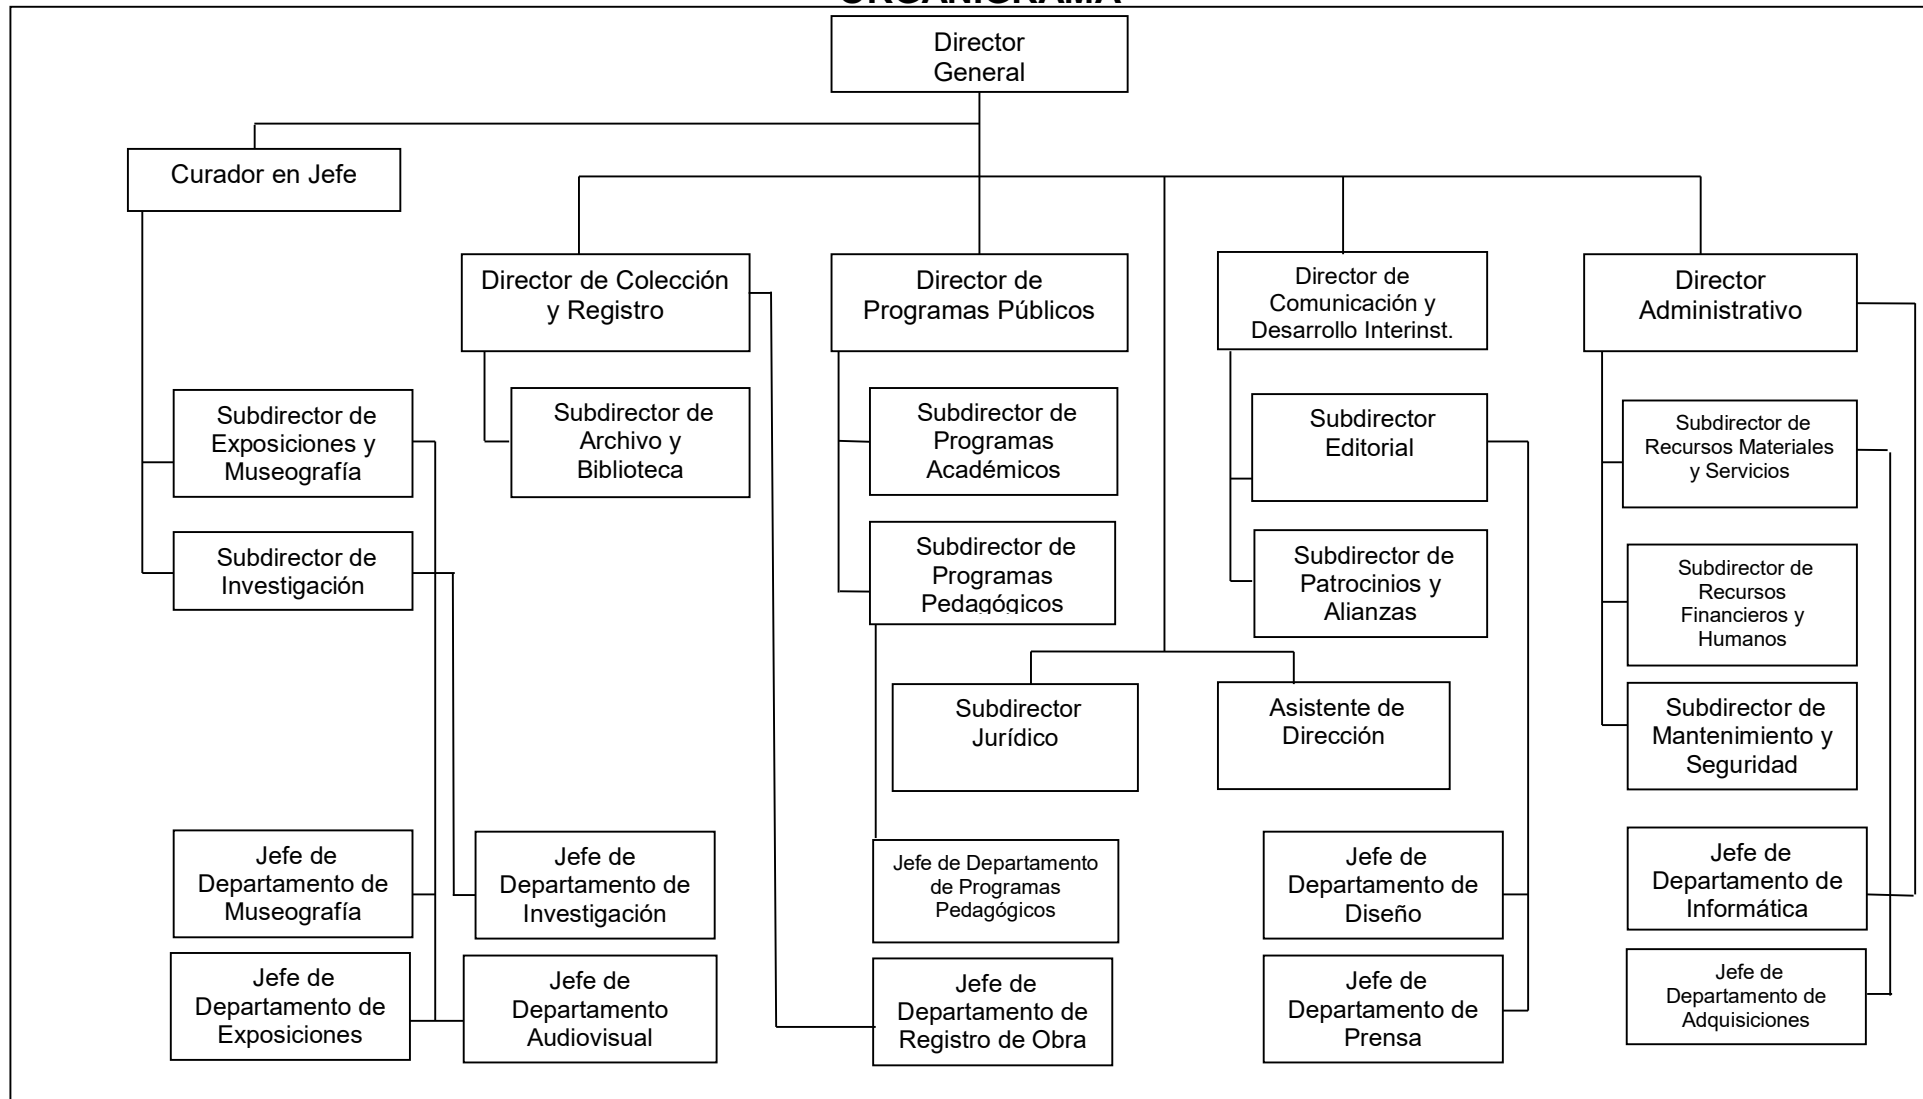 ORGANIGRAMA
Director
General
Curador en Jefe
Director de Colección
y Registro
Director de
Programas Públicos
Director de
Comunicación y
Desarrollo Interinst.
Director
Administrativo
Subdirector de
Exposiciones y
Museografía
Subdirector de
Archivo y
Biblioteca
Subdirector de
Programas
Académicos
Subdirector
Editorial
Subdirector de
Recursos Materiales
y Servicios
Subdirector de
Investigación
Subdirector de
Programas
Pedagógicos
Subdirector de
Patrocinios y
Alianzas
Subdirector de
Recursos
Financieros y
Humanos
Subdirector
Jurídico
Asistente de
Dirección
Subdirector de
Mantenimiento y
Seguridad
Jefe de
Departamento de
Museografía
Jefe de
Departamento de
Investigación
Jefe de Departamento
de Programas
Pedagógicos
Jefe de
Departamento de
Diseño
Jefe de
Departamento de
Informática
Jefe de
Departamento de
Exposiciones
Jefe de
Departamento
Audiovisual
Jefe de
Departamento de
Registro de Obra
Jefe de
Departamento de
Prensa
Jefe de
Departamento de
Adquisiciones